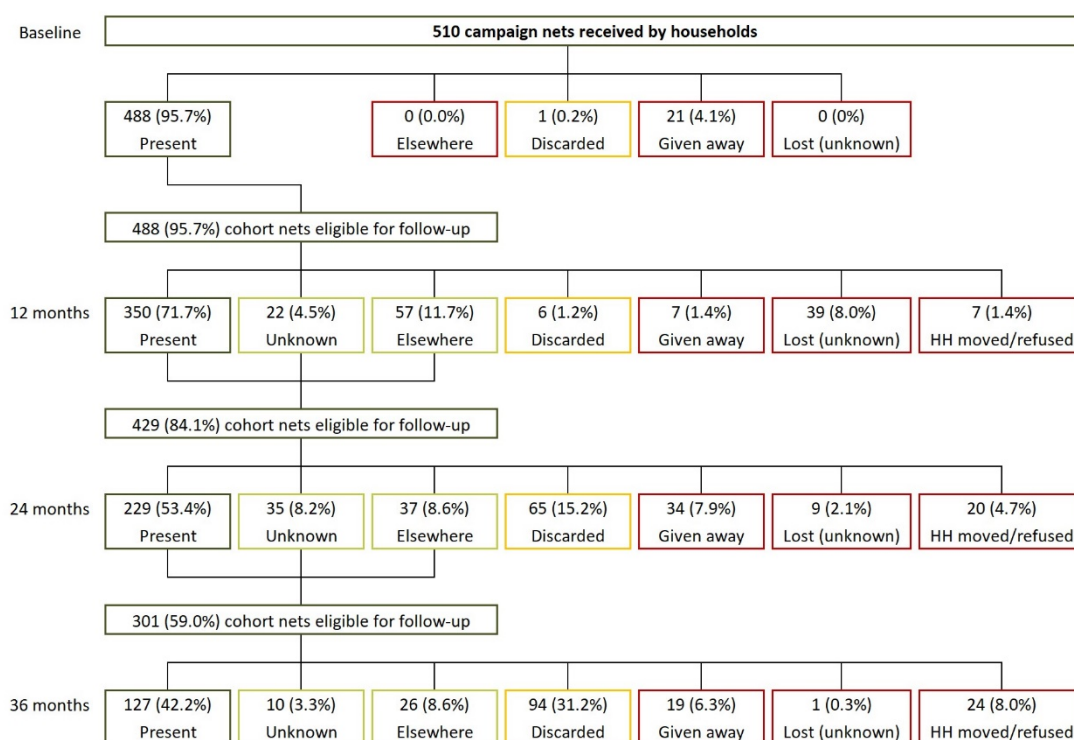 Baseline
510 campaign nets received by households
488 (95.7%)
Present
0 (0.0%)
Elsewhere
1 (0.2%)
Discarded
21 (4.1%)
Given away
0 (0%)
Lost (unknown)
488 (95.7%) cohort nets eligible for follow-up
12 months
350 (71.7%)
Present
22 (4.5%)
Unknown
57 (11.7%)
Elsewhere
6 (1.2%)
Discarded
7 (1.4%)
Given away
39 (8.0%)
Lost (unknown)
7 (1.4%)
HH moved/refused
429 (84.1%) cohort nets eligible for follow-up
24 months
229 (53.4%)
Present
35 (8.2%)
Unknown
37 (8.6%)
Elsewhere
65 (15.2%)
Discarded
34 (7.9%)
Given away
9 (2.1%)
Lost (unknown)
20 (4.7%)
HH moved/refused
301 (59.0%) cohort nets eligible for follow-up
36 months
127 (42.2%)
Present
10 (3.3%)
Unknown
26 (8.6%)
Elsewhere
94 (31.2%)
Discarded
19 (6.3%)
Given away
1 (0.3%)
Lost (unknown)
24 (8.0%)
HH moved/refused